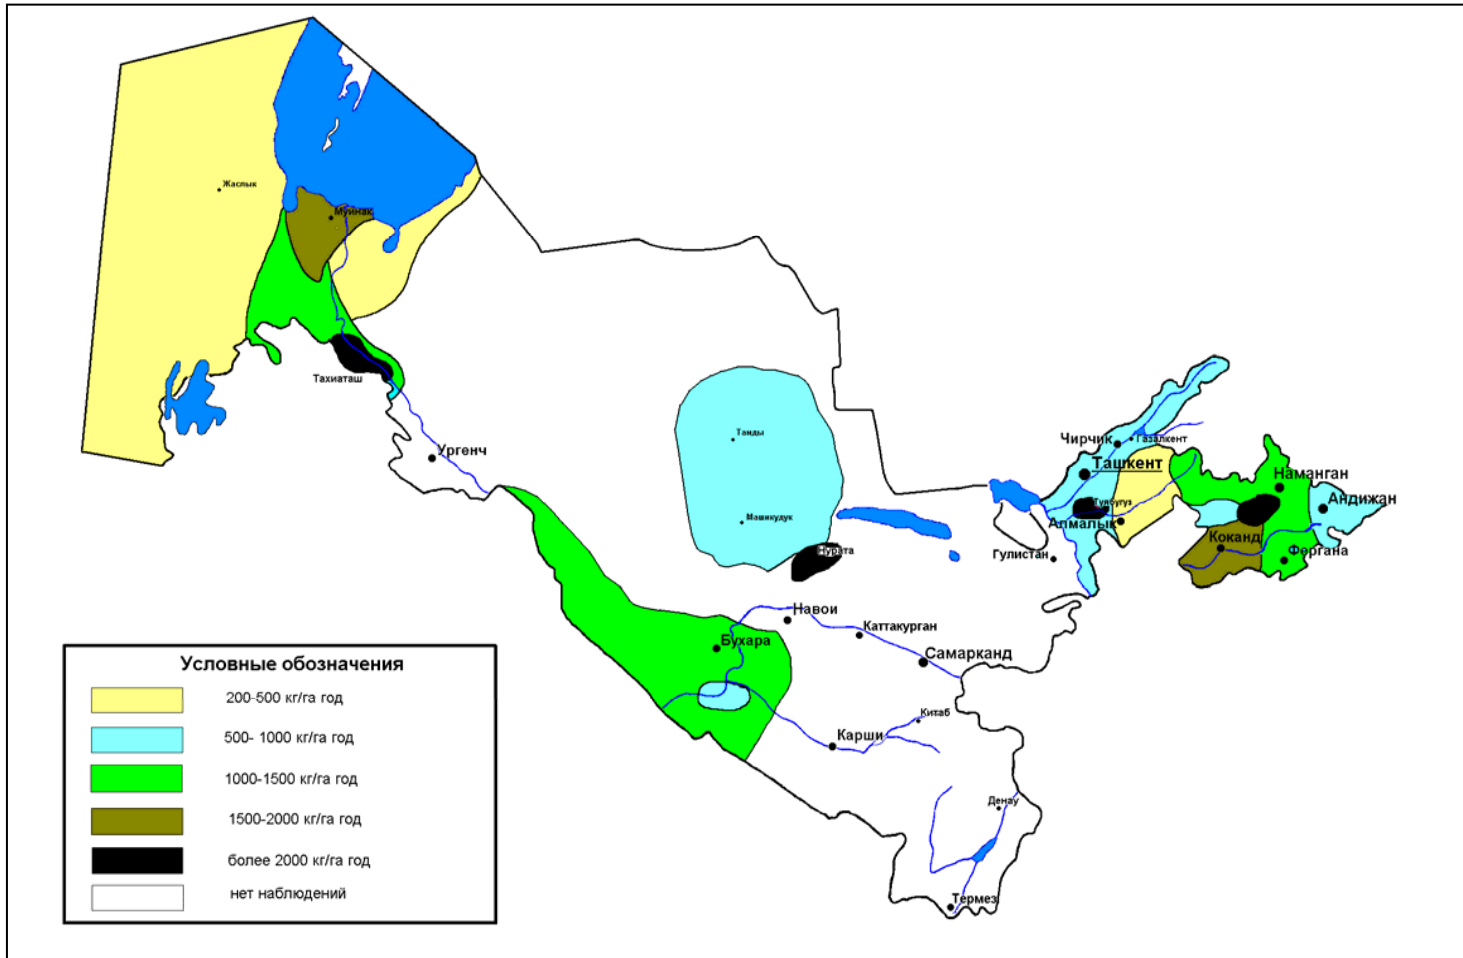 Жаслык
Муйнак
Тахиаташ
Ургенч
Тамды
Машикудук
Нурата
Чирчик
Газалкент
Ташкент
Туябугуз
Алмалык
Гулистан
Наманган
Андижан
Коканд
Фергана
Навои
Каттакурган
Бухара
Самарканд
Китаб
Карши
Денау
Термез
Условные обозначения
200-500 кг/га год
500- 1000 кг/га год
1000-1500 кг/га год
1500-2000 кг/га год
более 2000 кг/га год
нет наблюдений